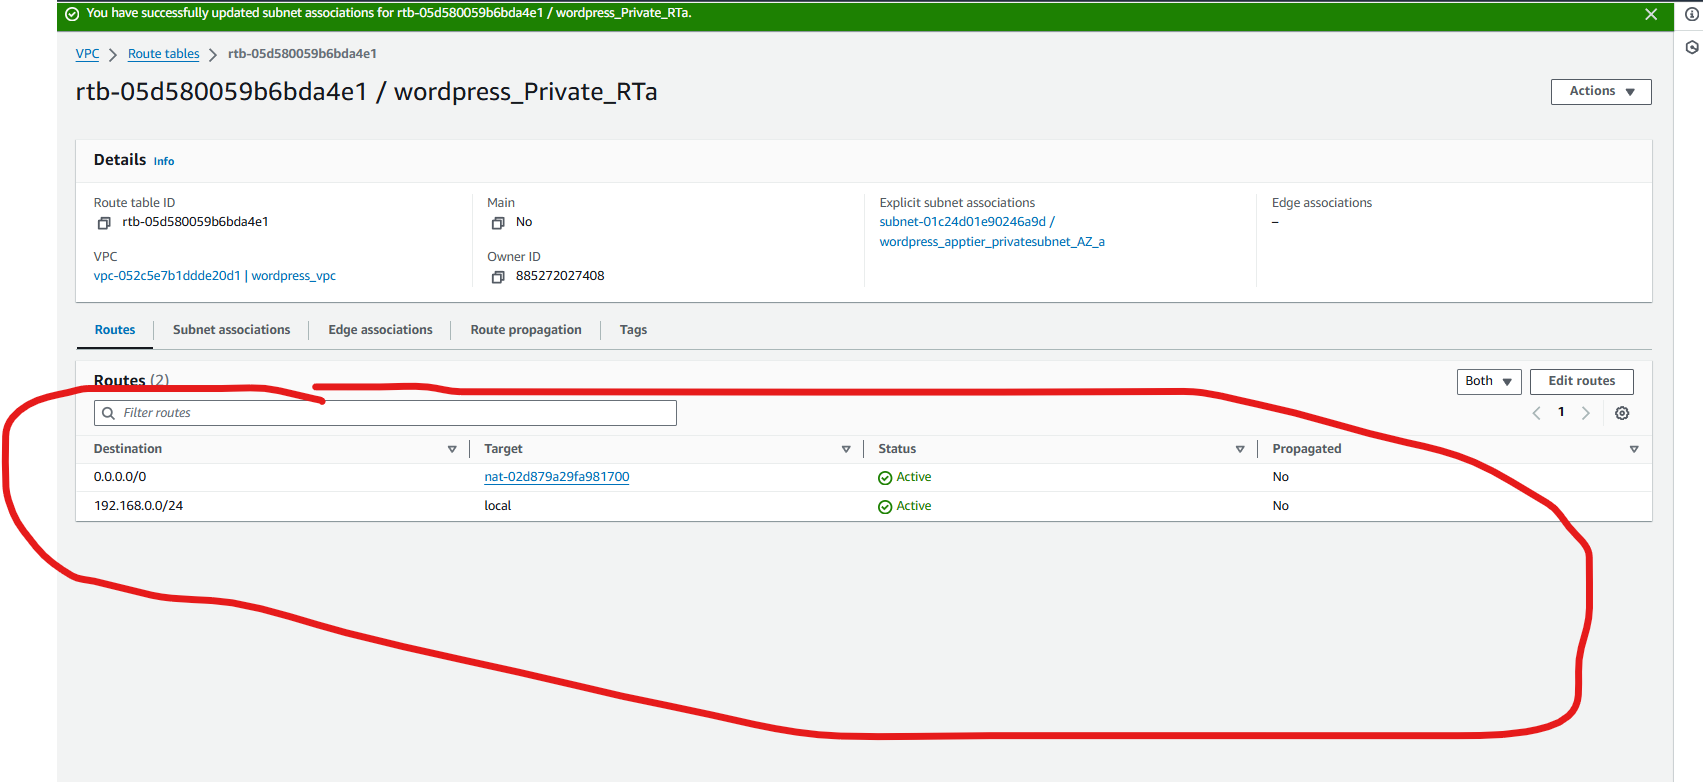 You have successfully updated subnet associations for rtb-05d580059b6bda4e1 / wordpress_Private_RTa.
VPC > Route tables > rtb-05d580059b6bda4e1
rtb-05d580059b6bda4e1 / wordpress_Private_RTa
Actions
Details Info
Route table ID
rtb-05d580059b6bda4e1
Main
No
Explicit subnet associations
subnet-01c24d01e90246a9d /
wordpress_apptier_privatesubnet_AZ_a
Edge associations
–
VPC
vpc-052c5e7b1ddde20d1 | wordpress_vpc
Owner ID
885272027408
Routes Subnet associations Edge associations Route propagation Tags
Routes (2)
Both Edit routes
Filter routes
1
Destination Target Status Propagated
0.0.0.0/0 nat-02d879a29fa981700 Active No
192.168.0.0/24 local Active No